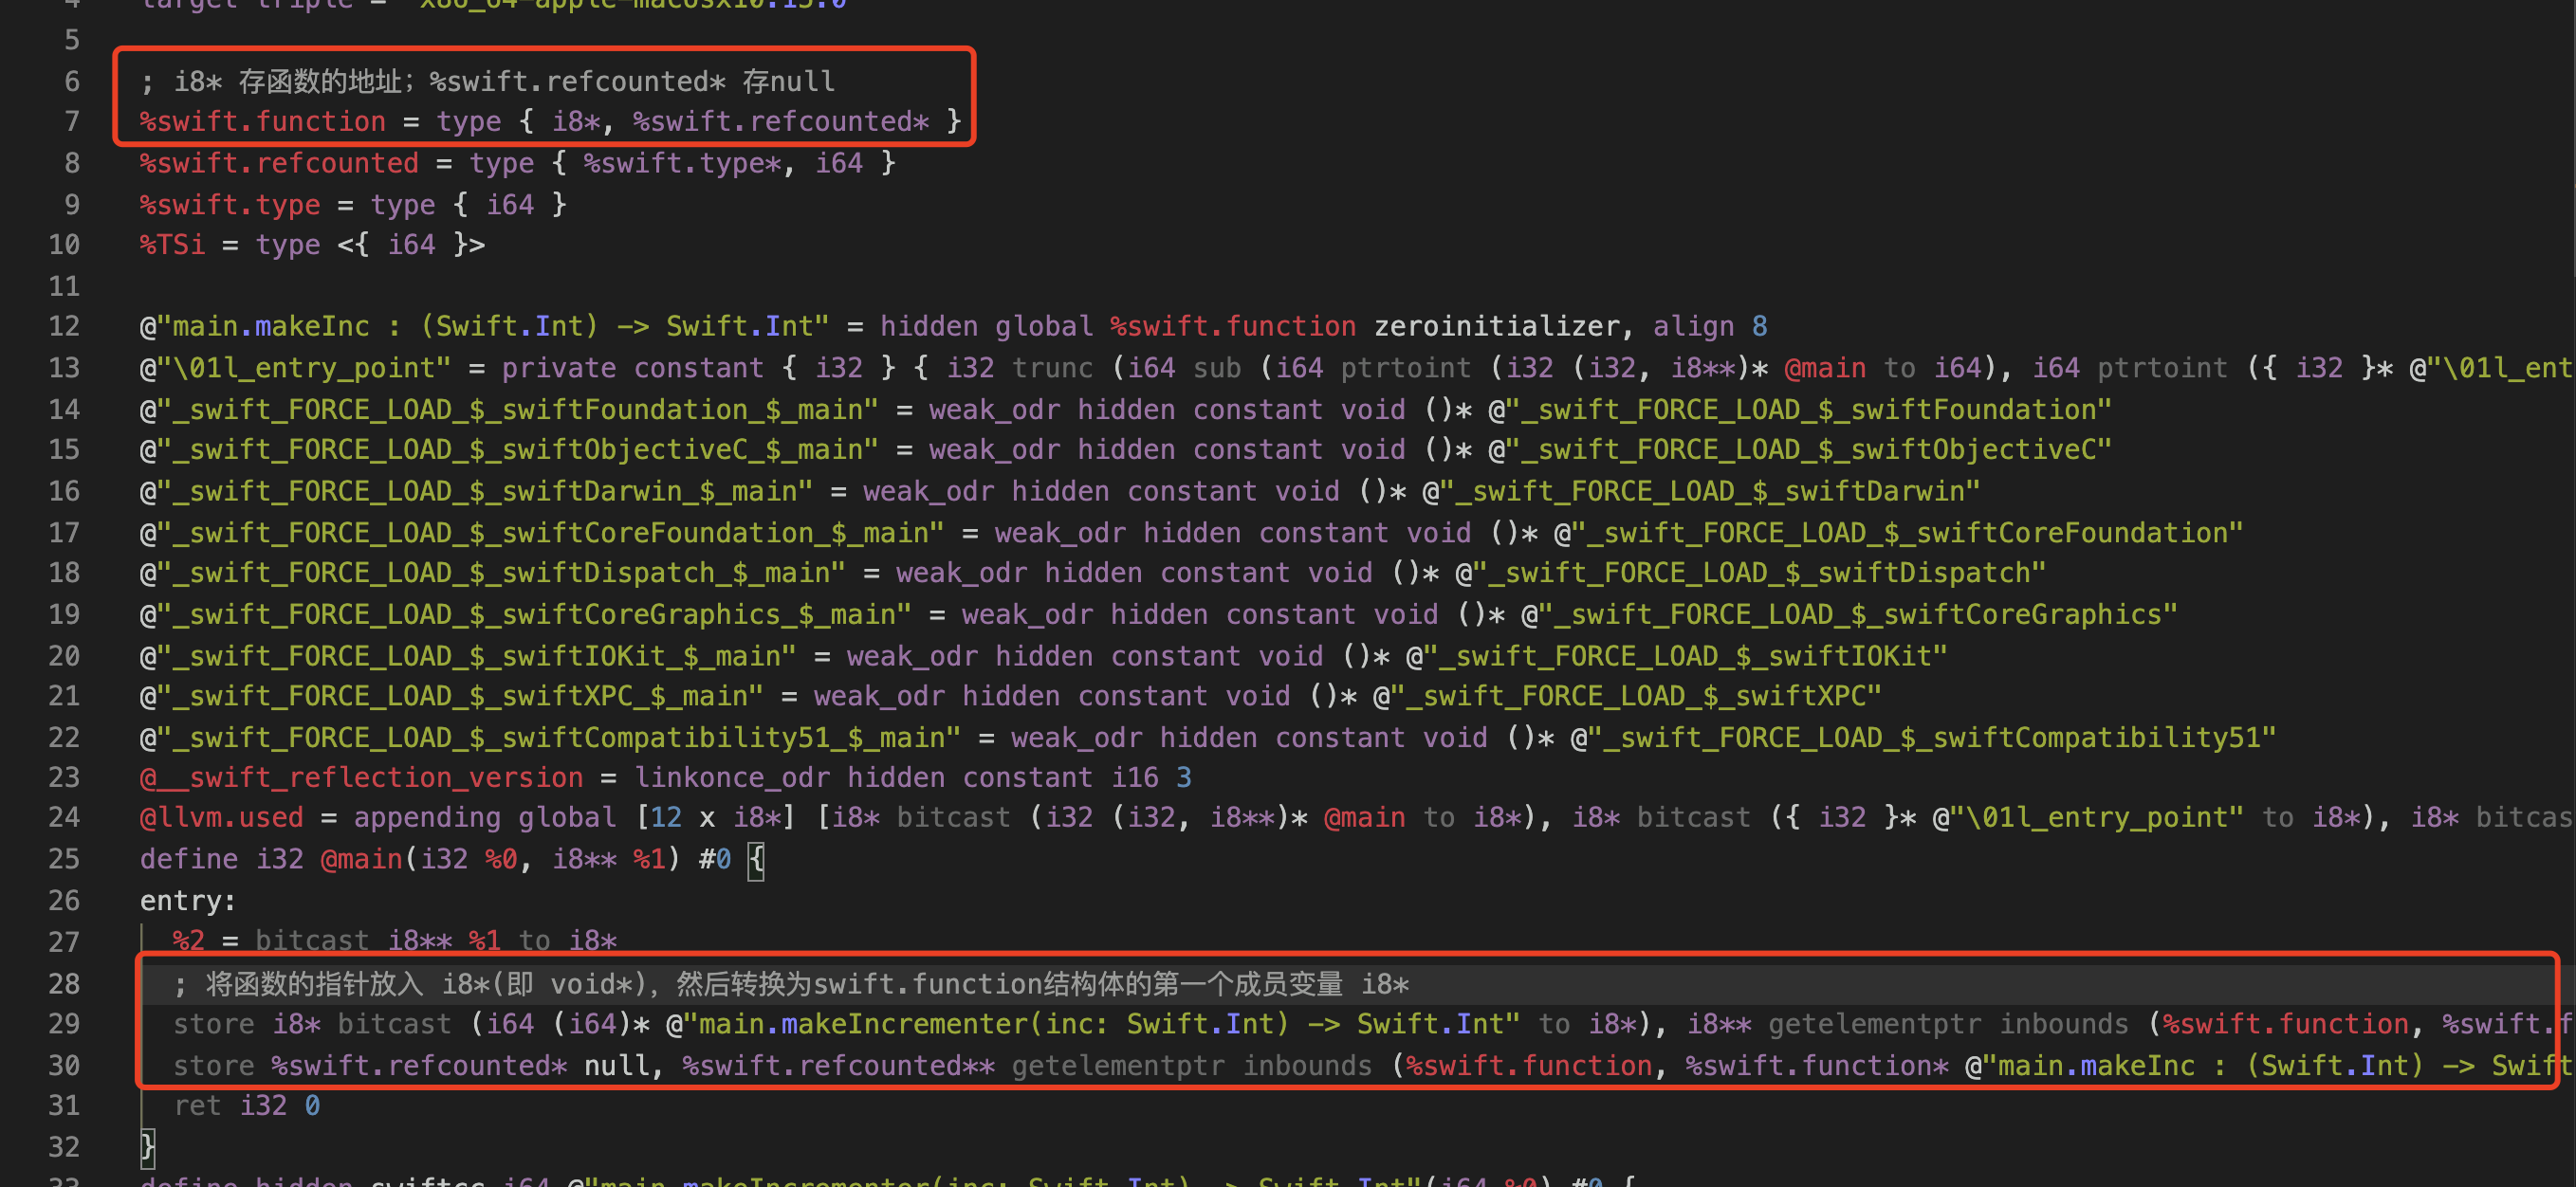 4 target triple = "x86_64-apple-macosx10.15.0"
5
6 ; i8* 存函数的地址；%swift.refcounted* 存null
7 %swift.function = type { i8*, %swift.refcounted* }
8 %swift.refcounted = type { %swift.type*, i64 }
9 %swift.type = type { i64 }
10 %TSi = type <{ i64 }>
11
12 @"main.makeInc : (Swift.Int) -> Swift.Int" = hidden global %swift.function zeroinitializer, align 8
13 @"\01l_entry_point" = private constant { i32 } { i32 trunc (i64 sub (i64 ptrtoint (i32 (i32, i8**)* @main to i64), i64 ptrtoint ({ i32 }* @"\01l_ent
14 @"_swift_FORCE_LOAD_$_swiftFoundation_$_main" = weak_odr hidden constant void ()* @"_swift_FORCE_LOAD_$_swiftFoundation"
15 @"_swift_FORCE_LOAD_$_swiftObjectiveC_$_main" = weak_odr hidden constant void ()* @"_swift_FORCE_LOAD_$_swiftObjectiveC"
16 @"_swift_FORCE_LOAD_$_swiftDarwin_$_main" = weak_odr hidden constant void ()* @"_swift_FORCE_LOAD_$_swiftDarwin"
17 @"_swift_FORCE_LOAD_$_swiftCoreFoundation_$_main" = weak_odr hidden constant void ()* @"_swift_FORCE_LOAD_$_swiftCoreFoundation"
18 @"_swift_FORCE_LOAD_$_swiftDispatch_$_main" = weak_odr hidden constant void ()* @"_swift_FORCE_LOAD_$_swiftDispatch"
19 @"_swift_FORCE_LOAD_$_swiftCoreGraphics_$_main" = weak_odr hidden constant void ()* @"_swift_FORCE_LOAD_$_swiftCoreGraphics"
20 @"_swift_FORCE_LOAD_$_swiftIOKit_$_main" = weak_odr hidden constant void ()* @"_swift_FORCE_LOAD_$_swiftIOKit"
21 @"_swift_FORCE_LOAD_$_swiftXPC_$_main" = weak_odr hidden constant void ()* @"_swift_FORCE_LOAD_$_swiftXPC"
22 @"_swift_FORCE_LOAD_$_swiftCompatibility51_$_main" = weak_odr hidden constant void ()* @"_swift_FORCE_LOAD_$_swiftCompatibility51"
23 @__swift_reflection_version = linkonce_odr hidden constant i16 3
24 @llvm.used = appending global [12 x i8*] [i8* bitcast (i32 (i32, i8**)* @main to i8*), i8* bitcast ({ i32 }* @"\01l_entry_point" to i8*), i8* bitcas
25 define i32 @main(i32 %0, i8** %1) #0 {
26 entry:
27 %2 = bitcast i8** %1 to i8*
28 ; 将函数的指针放入 i8*(即 void*)，然后转换为swift.function结构体的第一个成员变量 i8*
29 store i8* bitcast (i64 (i64)* @"main.makeIncrementer(inc: Swift.Int) -> Swift.Int" to i8*), i8** getelementptr inbounds (%swift.function, %swift.f
30 store %swift.refcounted* null, %swift.refcounted** getelementptr inbounds (%swift.function, %swift.function* @"main.makeInc : (Swift.Int) -> Swift
31 ret i32 0
32 }
33 define hidden swiftcc i64 @"main.makeIncrementer(inc: Swift.Int) -> Swift.Int"(i64 %0) #0 {